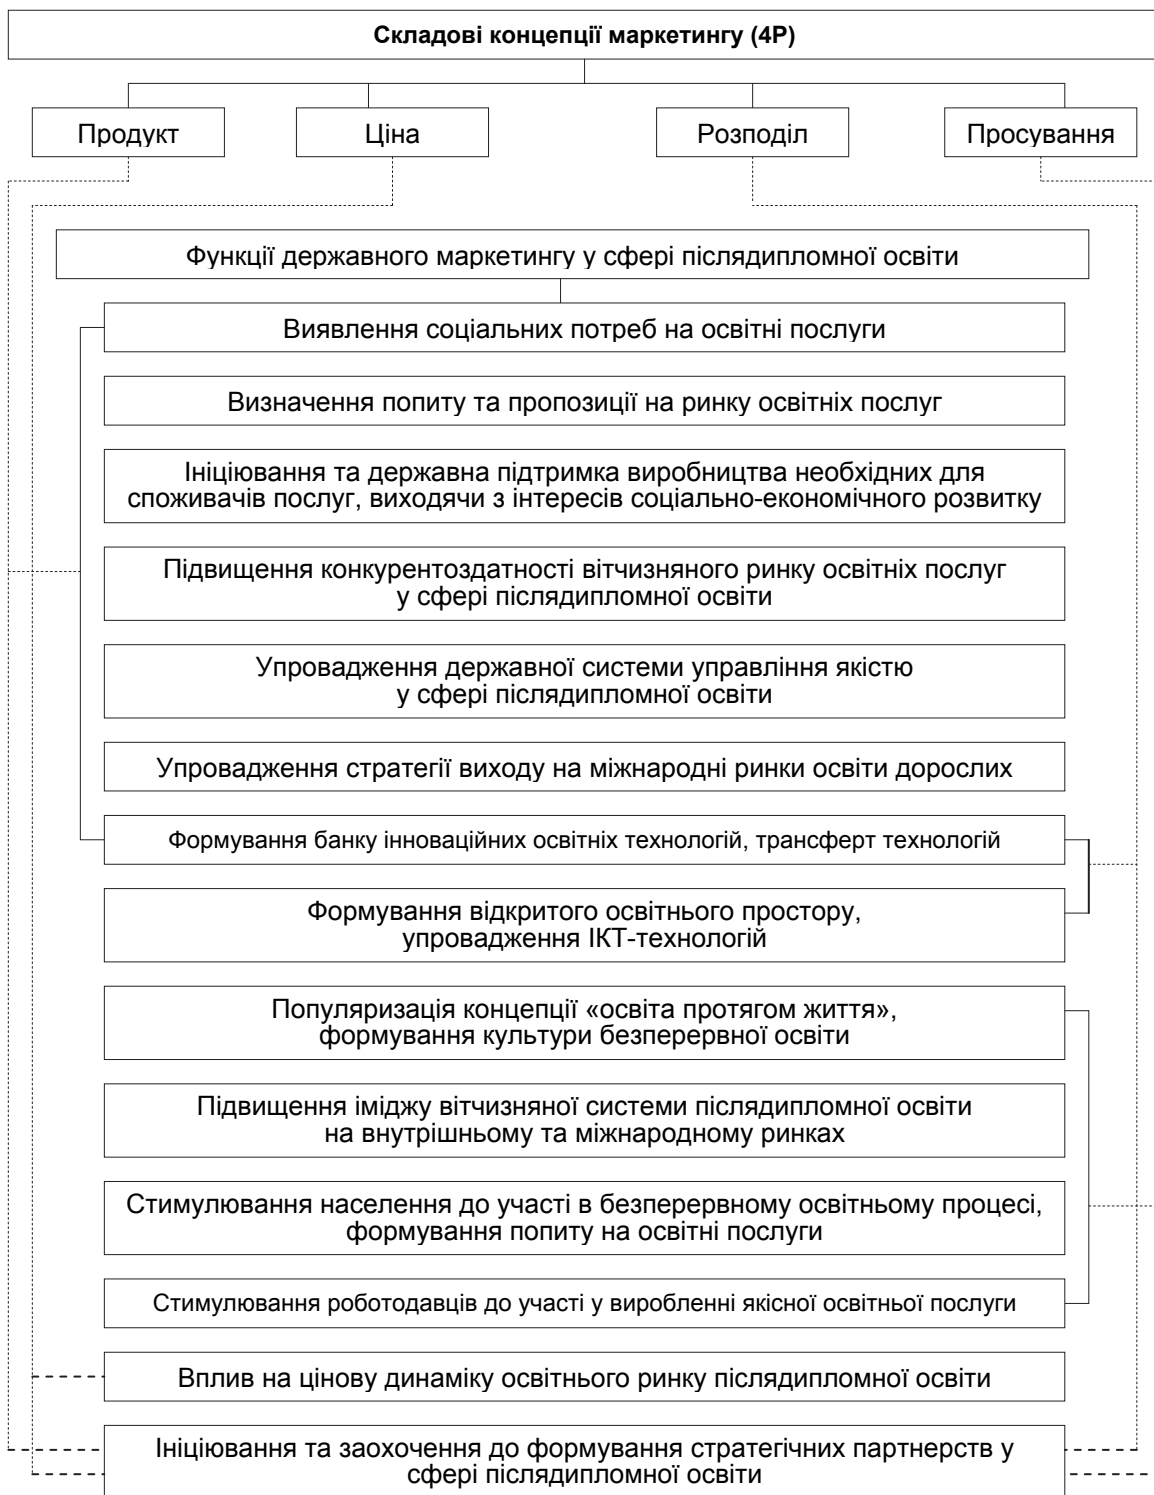 Складові концепції маркетингу (4Р)
Продукт
Ціна
Розподіл
Просування
Функції державного маркетингу у сфері післядипломної освіти
Виявлення соціальних потреб на освітні послуги
Визначення попиту та пропозиції на ринку освітніх послуг
Ініціювання та державна підтримка виробництва необхідних для
споживачів послуг, виходячи з інтересів соціально-економічного розвитку
Підвищення конкурентоздатності вітчизняного ринку освітніх послуг
у сфері післядипломної освіти
Упровадження державної системи управління якістю
у сфері післядипломної освіти
Упровадження стратегії виходу на міжнародні ринки освіти дорослих
Формування банку інноваційних освітніх технологій, трансферт технологій
Формування відкритого освітнього простору,
упровадження ІКТ-технологій
Популяризація концепції «освіта протягом життя»,
формування культури безперервної освіти
Підвищення іміджу вітчизняної системи післядипломної освіти
на внутрішньому та міжнародному ринках
Стимулювання населення до участі в безперервному освітньому процесі,
формування попиту на освітні послуги
Стимулювання роботодавців до участі у виробленні якісної освітньої послуги
Вплив на цінову динаміку освітнього ринку післядипломної освіти
Ініціювання та заохочення до формування стратегічних партнерств у
сфері післядипломної освіти